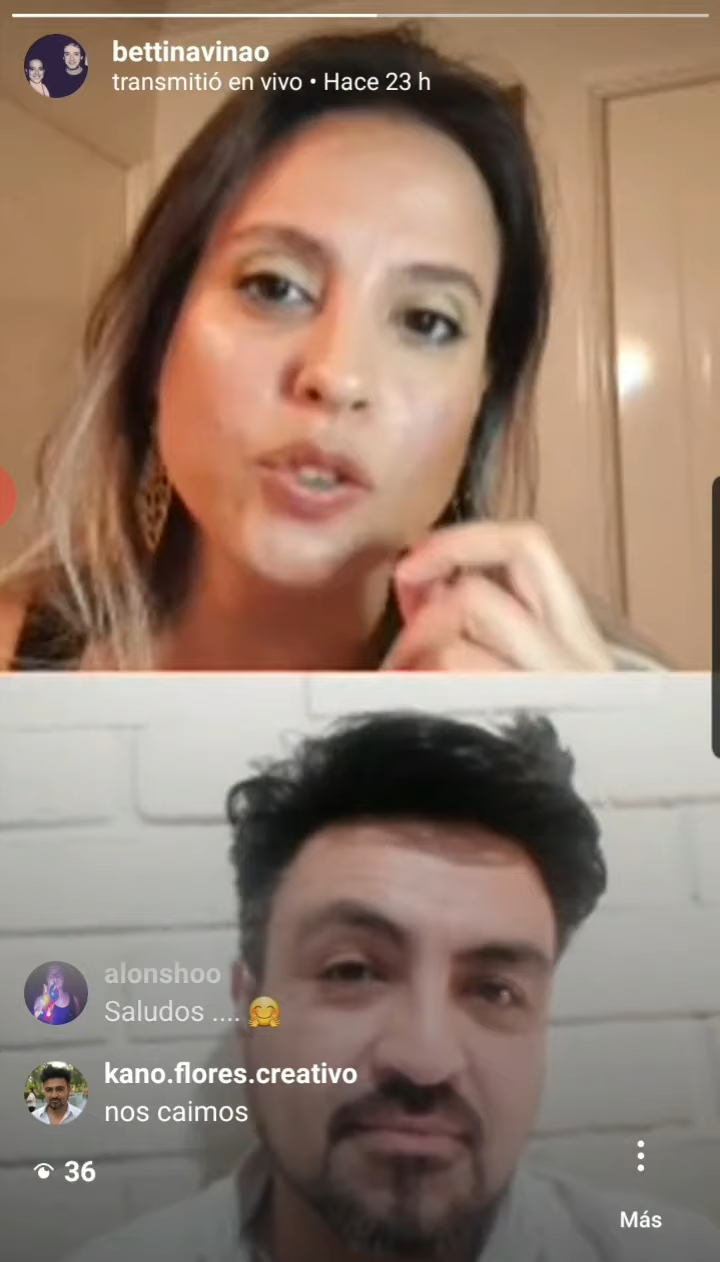 bettinavinao
transmitió en vivo • Hace 23 h
alonshoo
Saludos .... 🤗
kano.flores.creativo
nos caimos
36
Más